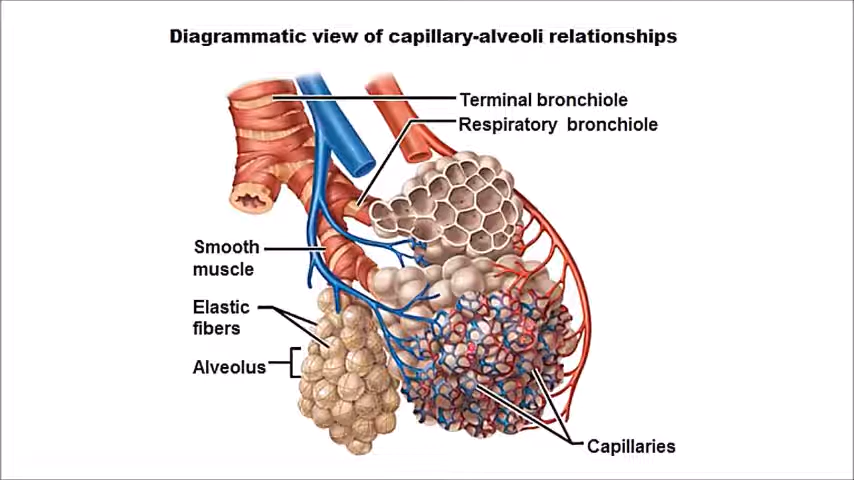 Diagrammatic view of capillary-alveoli relationships
Terminal bronchiole
Respiratory bronchiole
Smooth
muscle
Elastic
fibers
Alveolus
Capillaries